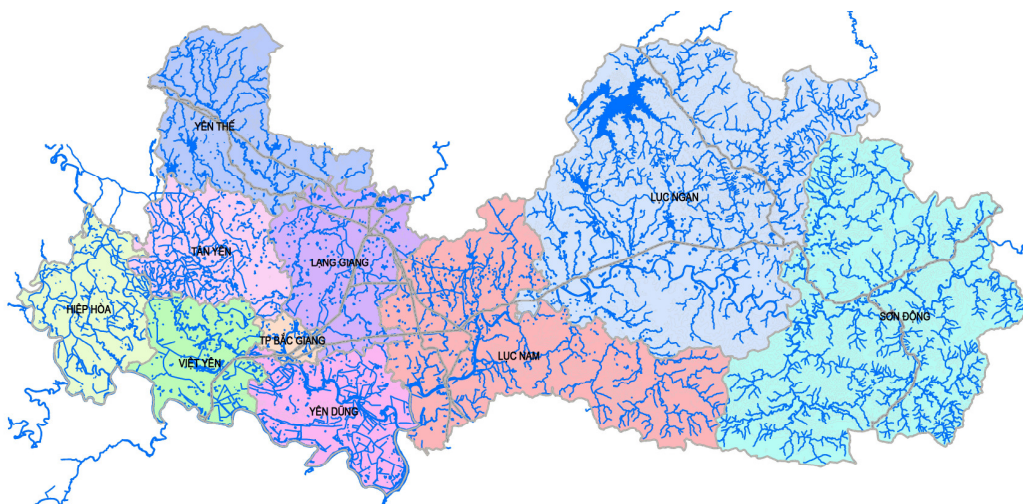 YÊN THẾ
LỤC NGẠN
TÂN YÊN
LẠNG GIANG
HIỆP HÒA
SƠN ĐỘNG
TP BẮC GIANG
LỤC NAM
VIỆT YÊN
YÊN DŨNG